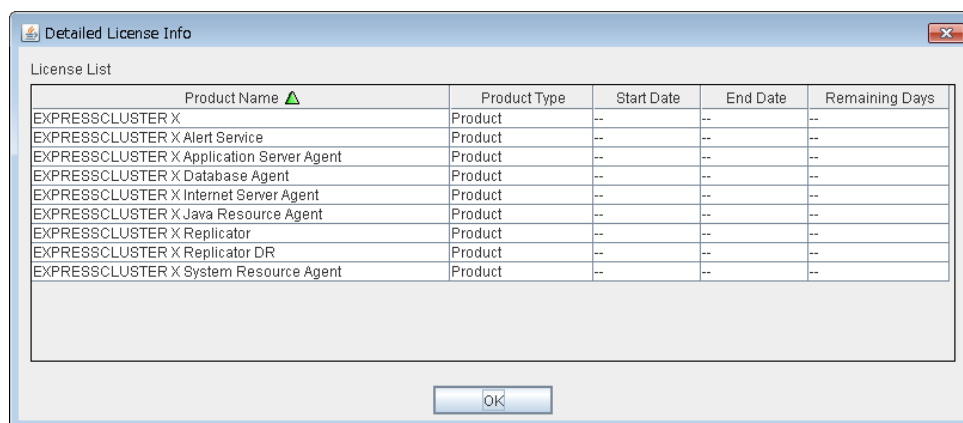 Detailed License Info
License List
Product Name Product Type Start Date End Date Remaining Days
EXPRESSCLUSTER X Product -- -- --
EXPRESSCLUSTER X Alert Service Product -- -- --
EXPRESSCLUSTER X Application Server Agent Product -- -- --
EXPRESSCLUSTER X Database Agent Product -- -- --
EXPRESSCLUSTER X Internet Server Agent Product -- -- --
EXPRESSCLUSTER X Java Resource Agent Product -- -- --
EXPRESSCLUSTER X Replicator Product -- -- --
EXPRESSCLUSTER X Replicator DR Product -- -- --
EXPRESSCLUSTER X System Resource Agent Product -- -- --
OK